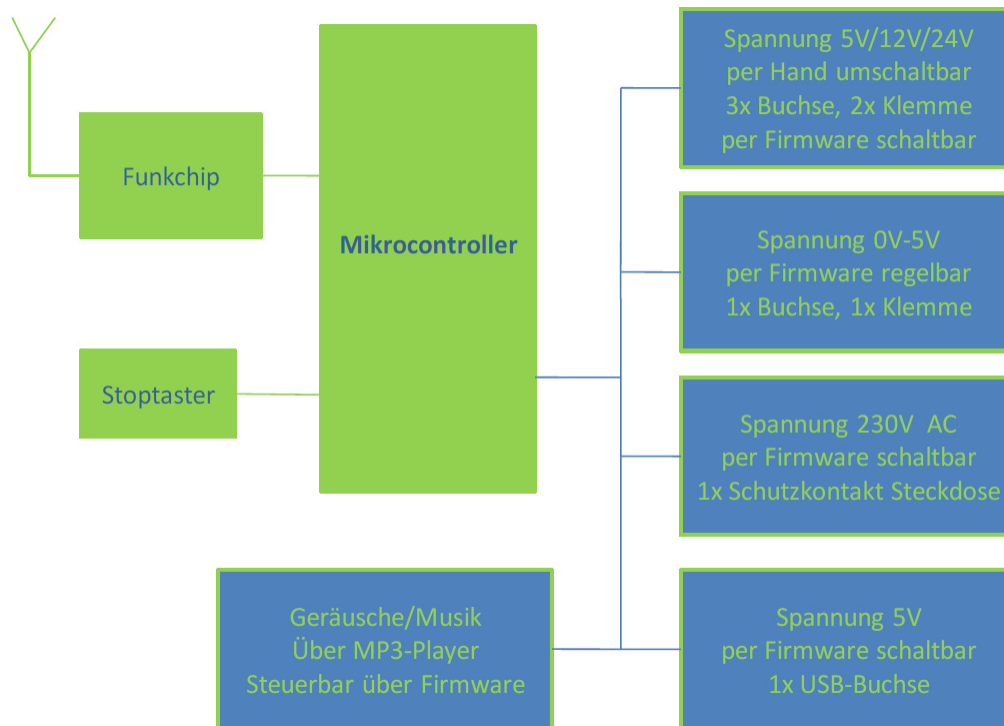 Funkchip
Mikrocontroller
Stoptaster
Spannung 5V/12V/24V
per Hand umschaltbar
3x Buchse, 2x Klemme
per Firmware schaltbar
Spannung 0V-5V
per Firmware regelbar
1x Buchse, 1x Klemme
Spannung 230V AC
per Firmware schaltbar
1x Schutzkontakt Steckdose
Geräusche/Musik
Über MP3-Player
Steuerbar über Firmware
Spannung 5V
per Firmware schaltbar
1x USB-Buchse